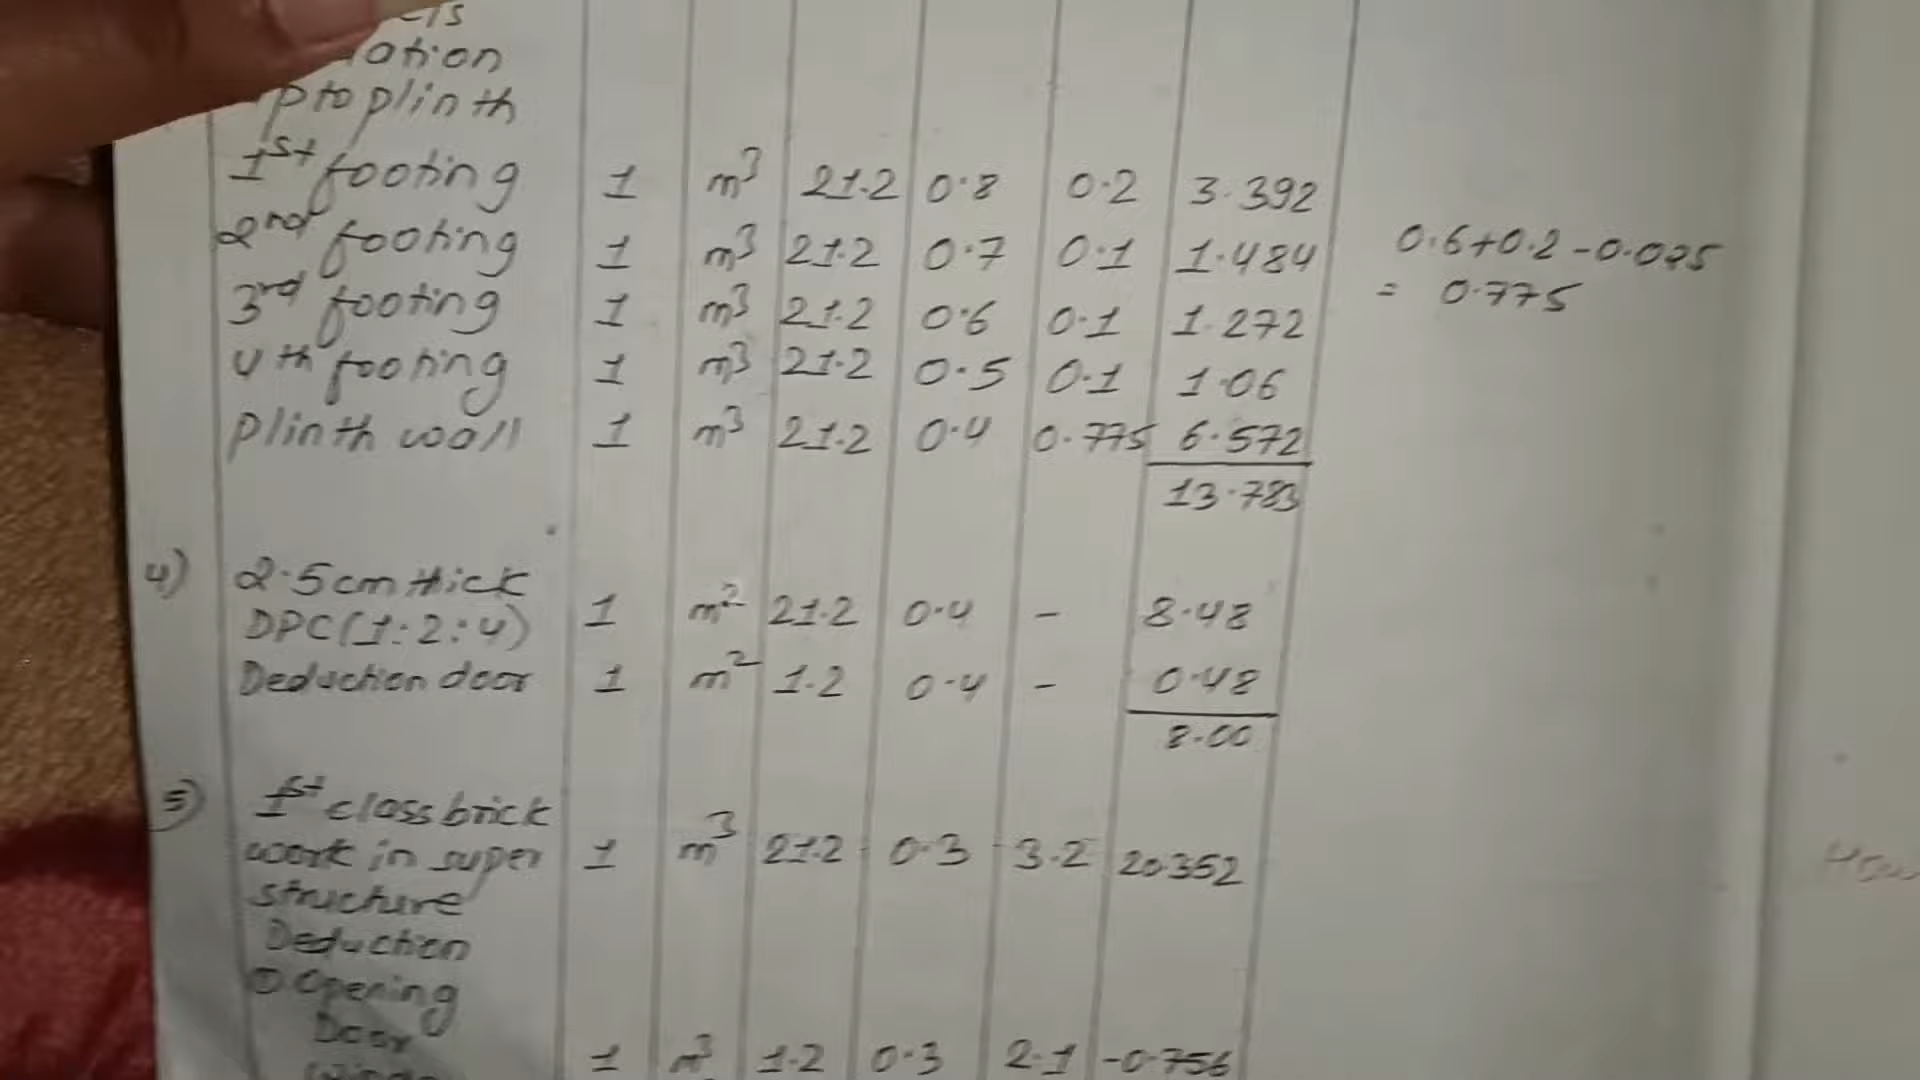 ptoplinth
1st footing 1 m³ 21.2 0.8 0.2 3.392
2nd footing 1 m³ 21.2 0.7 0.1 1.484
0.6+0.2-0.025
= 0.775
3rd footing 1 m³ 21.2 0.6 0.1 1.272
4th footing 1 m³ 21.2 0.5 0.1 1.06
plinth wall 1 m³ 21.2 0.4 0.775 6.572
13.783
4) 2.5cm thick
DPC(1:2:4) 1 m² 21.2 0.4 - 8.48
Deduction door 1 m² 1.2 0.4 - 0.48
8.00
5) 1st class brick
work in super 1 m³ 21.2 0.3 3.2 20.352
structure
Deduction
Opening
Door
1 m³ 1.2 0.3 2.1 -0.756